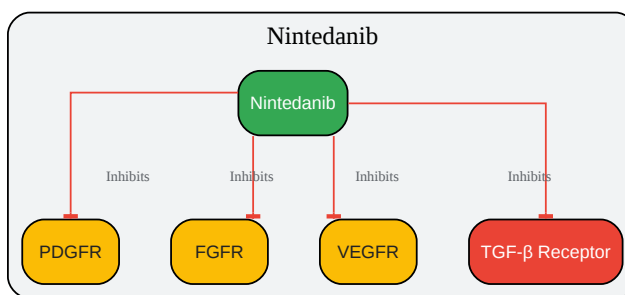 Nintedanib
Nintedanib
Inhibits
Inhibits
Inhibits
Inhibits
PDGFR
FGFR
VEGFR
TGF-β Receptor